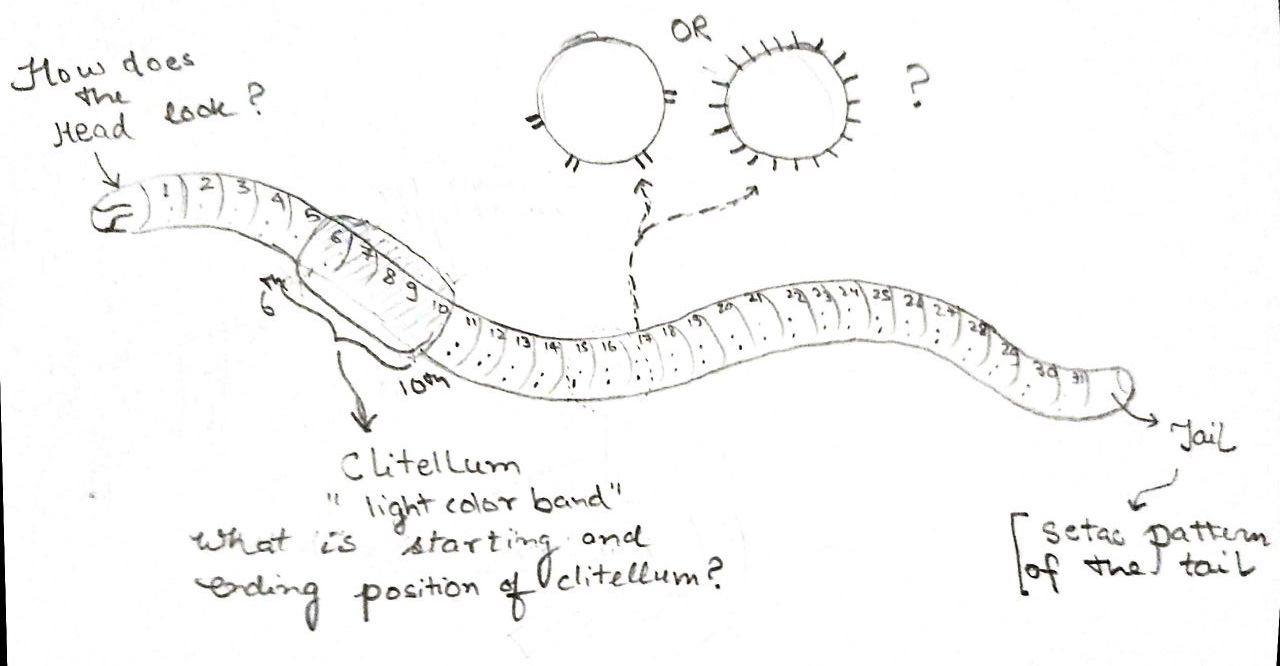 OR
?
How does
the
Head look?
1 2 3 4 5 6 7 8 9 10 11 12 13 14 15 16 17 18 19 20 21 22 23 24 25 26 27 28 29 30 31
6th
10th
Clitellum
" light color band"
What is starting and
ending position of clitellum?
Tail
setae pattern
of the tail